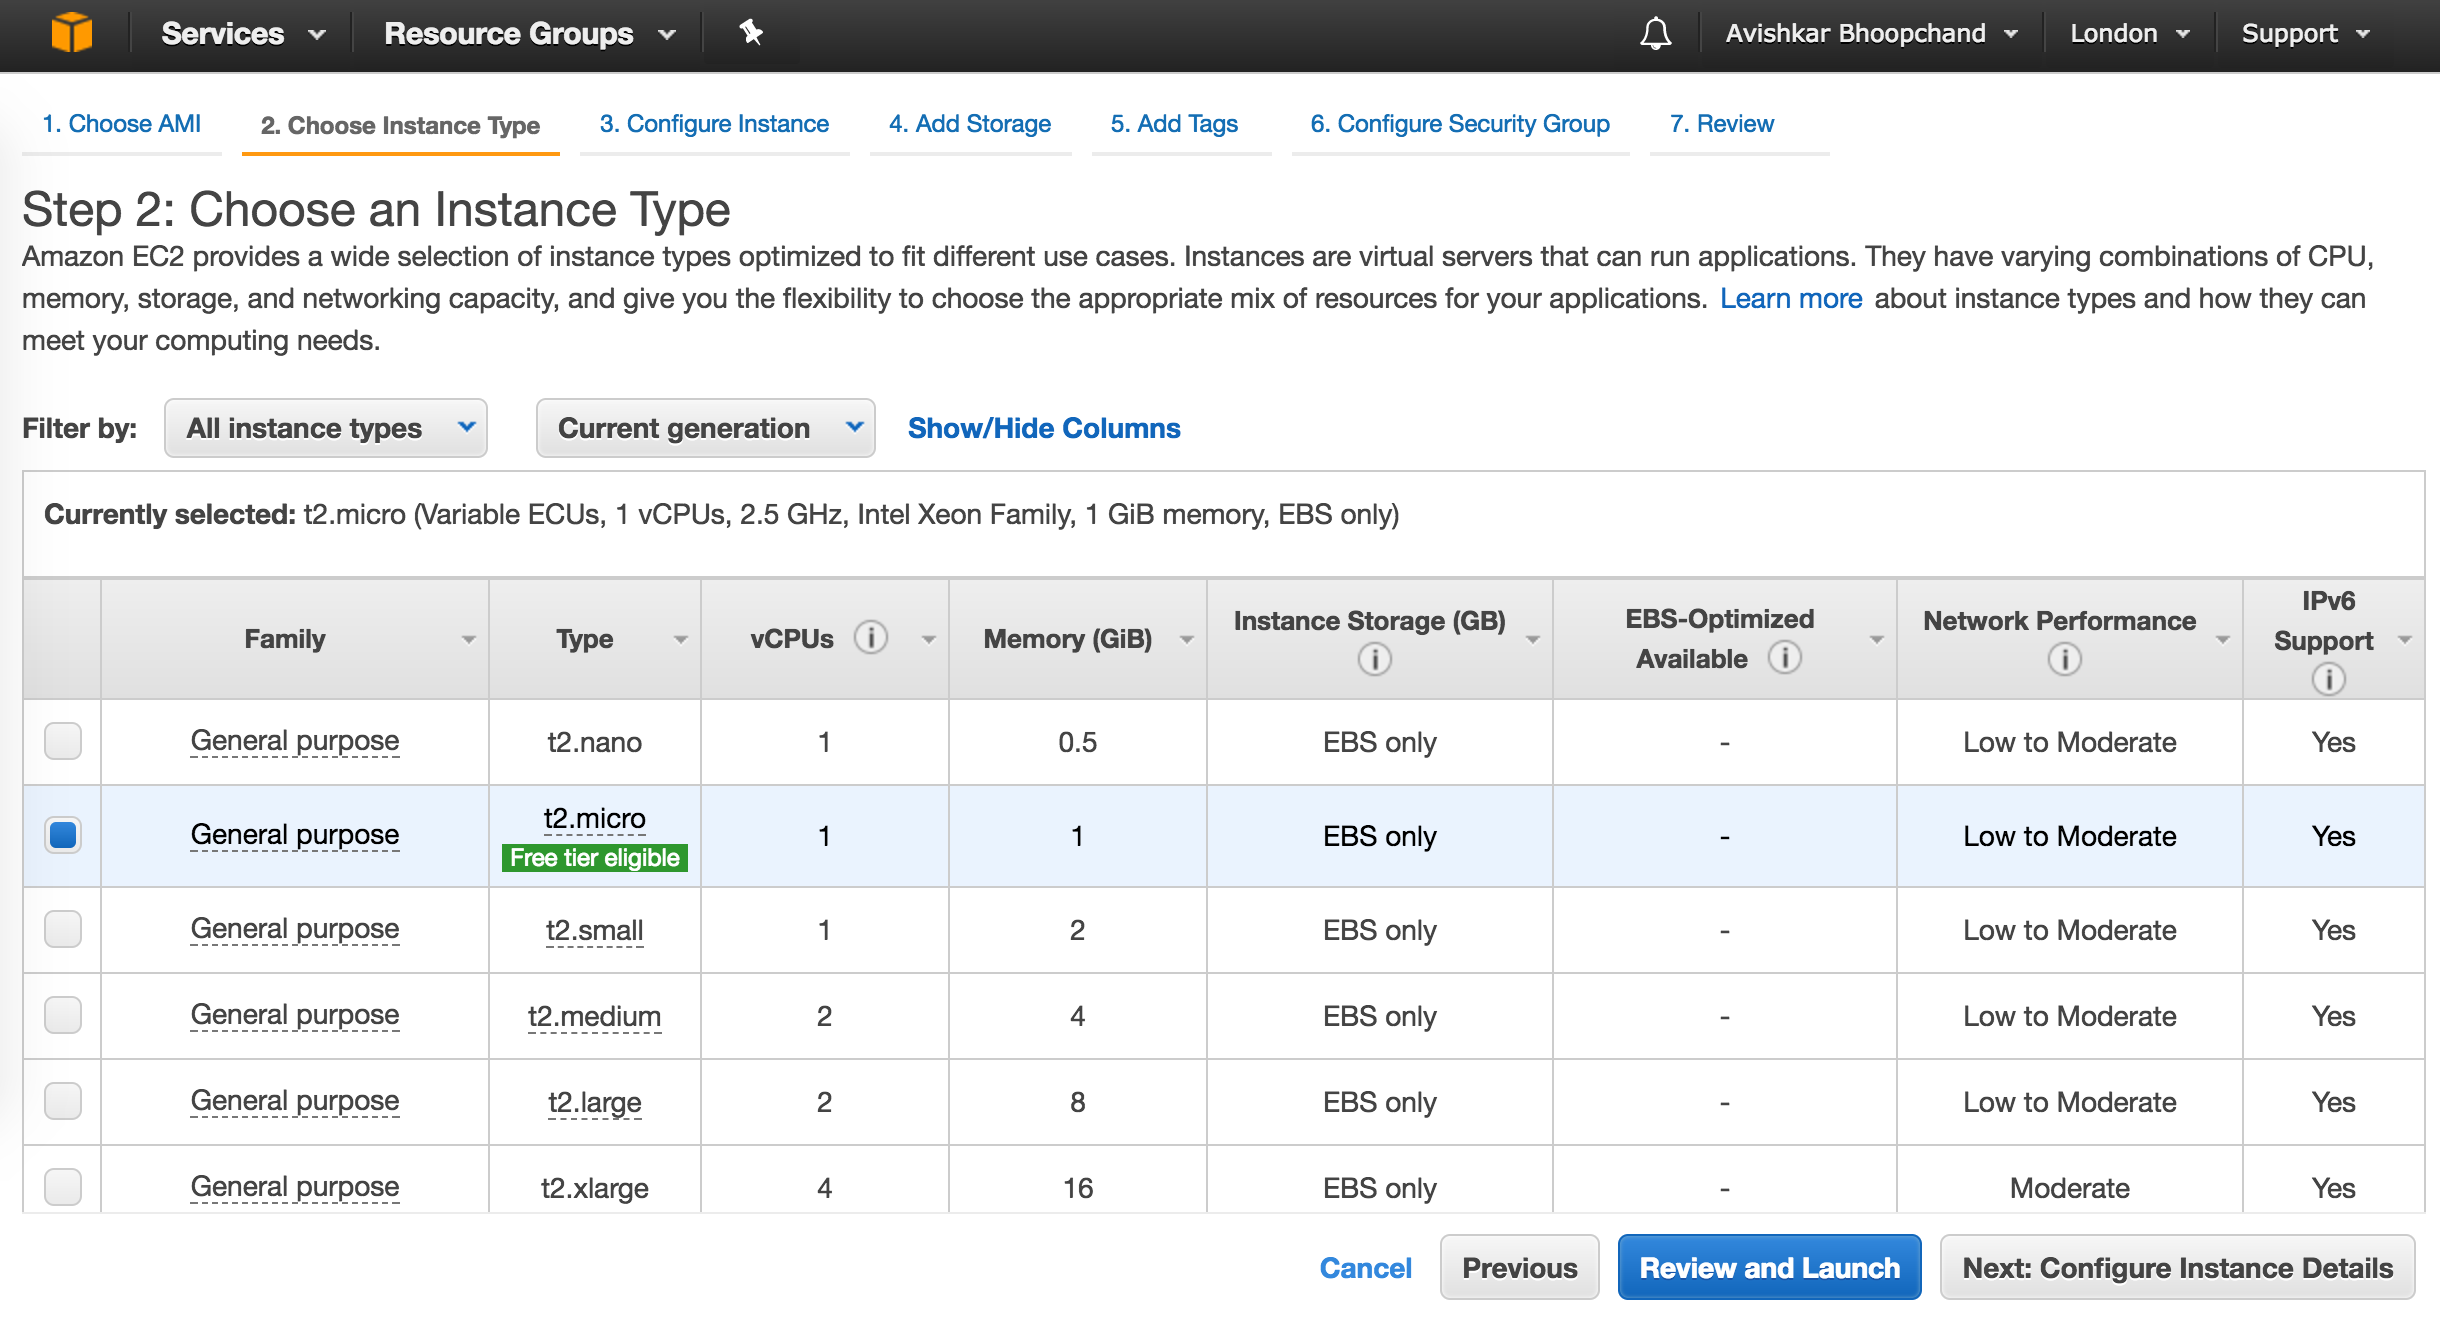 Services Resource Groups Avishkar Bhoopchand London Support
1. Choose AMI 2. Choose Instance Type 3. Configure Instance 4. Add Storage 5. Add Tags 6. Configure Security Group 7. Review
Step 2: Choose an Instance Type
Amazon EC2 provides a wide selection of instance types optimized to fit different use cases. Instances are virtual servers that can run applications. They have varying combinations of CPU,
memory, storage, and networking capacity, and give you the flexibility to choose the appropriate mix of resources for your applications. Learn more about instance types and how they can
meet your computing needs.
Filter by: All instance types Current generation Show/Hide Columns
Currently selected: t2.micro (Variable ECUs, 1 vCPUs, 2.5 GHz, Intel Xeon Family, 1 GiB memory, EBS only)
Family Type vCPUs Memory (GiB) Instance Storage (GB) EBS-Optimized Available Network Performance IPv6 Support
General purpose t2.nano 1 0.5 EBS only - Low to Moderate Yes
General purpose t2.micro Free tier eligible 1 1 EBS only - Low to Moderate Yes
General purpose t2.small 1 2 EBS only - Low to Moderate Yes
General purpose t2.medium 2 4 EBS only - Low to Moderate Yes
General purpose t2.large 2 8 EBS only - Low to Moderate Yes
General purpose t2.xlarge 4 16 EBS only - Moderate Yes
Cancel Previous Review and Launch Next: Configure Instance Details